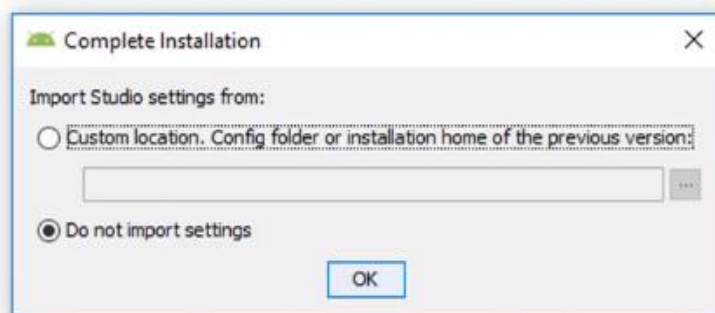 Complete Installation
Import Studio settings from:
Custom location. Config folder or installation home of the previous version:
...
Do not import settings
OK